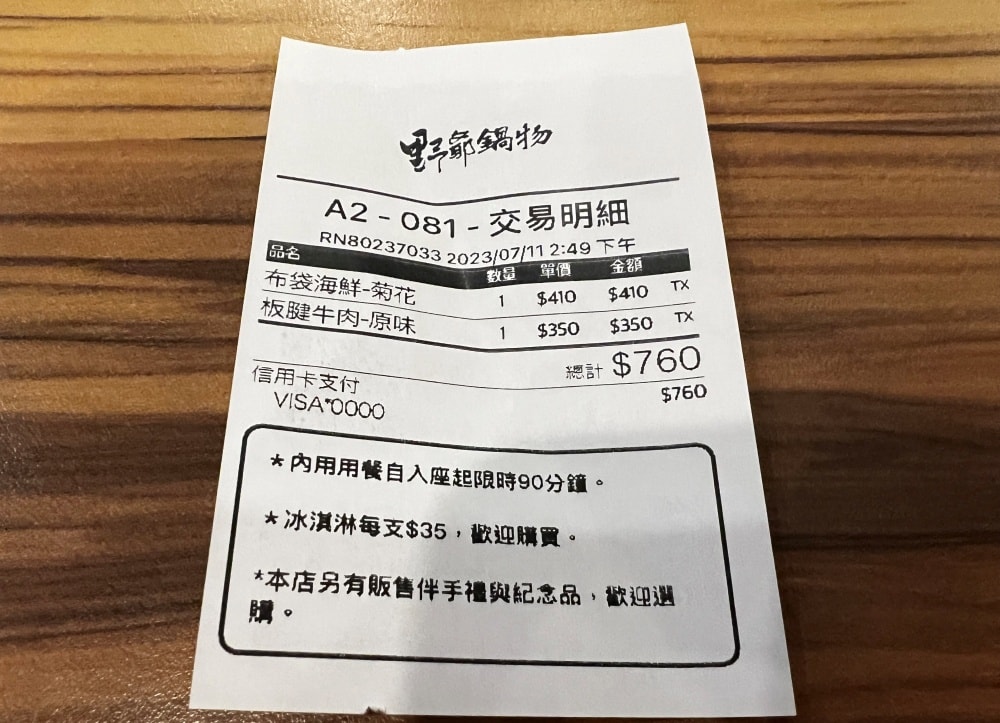 野爺鍋物
A2 - 081 - 交易明細
RN80237033 2023/07/11 2:49 下午
品名 數量 單價 金額
布袋海鮮-菊花 1 $410 $410 TX
板腱牛肉-原味 1 $350 $350 TX
總計 $760
信用卡支付 $760
VISA*0000
* 內用用餐自入座起限時90分鐘。
* 冰淇淋每支$35，歡迎購買。
*本店另有販售伴手禮與紀念品，歡迎選
購。